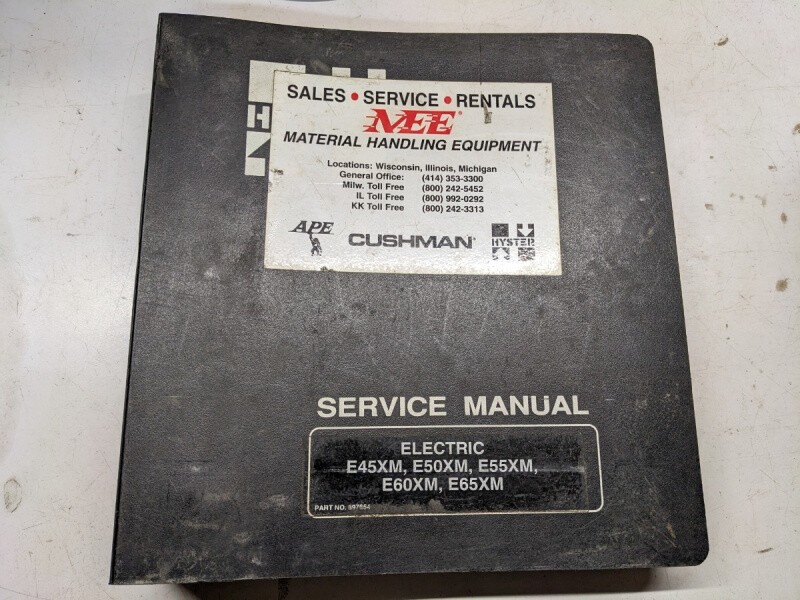 SALES • SERVICE • RENTALS
MEE®
MATERIAL HANDLING EQUIPMENT
Locations: Wisconsin, Illinois, Michigan
General Office: (414) 353-3300
Milw. Toll Free (800) 242-5452
IL Toll Free (800) 992-0292
KK Toll Free (800) 242-3313
APE CUSHMAN® HYSTER
SERVICE MANUAL
ELECTRIC
E45XM, E50XM, E55XM,
E60XM, E65XM
PART NO. 897554